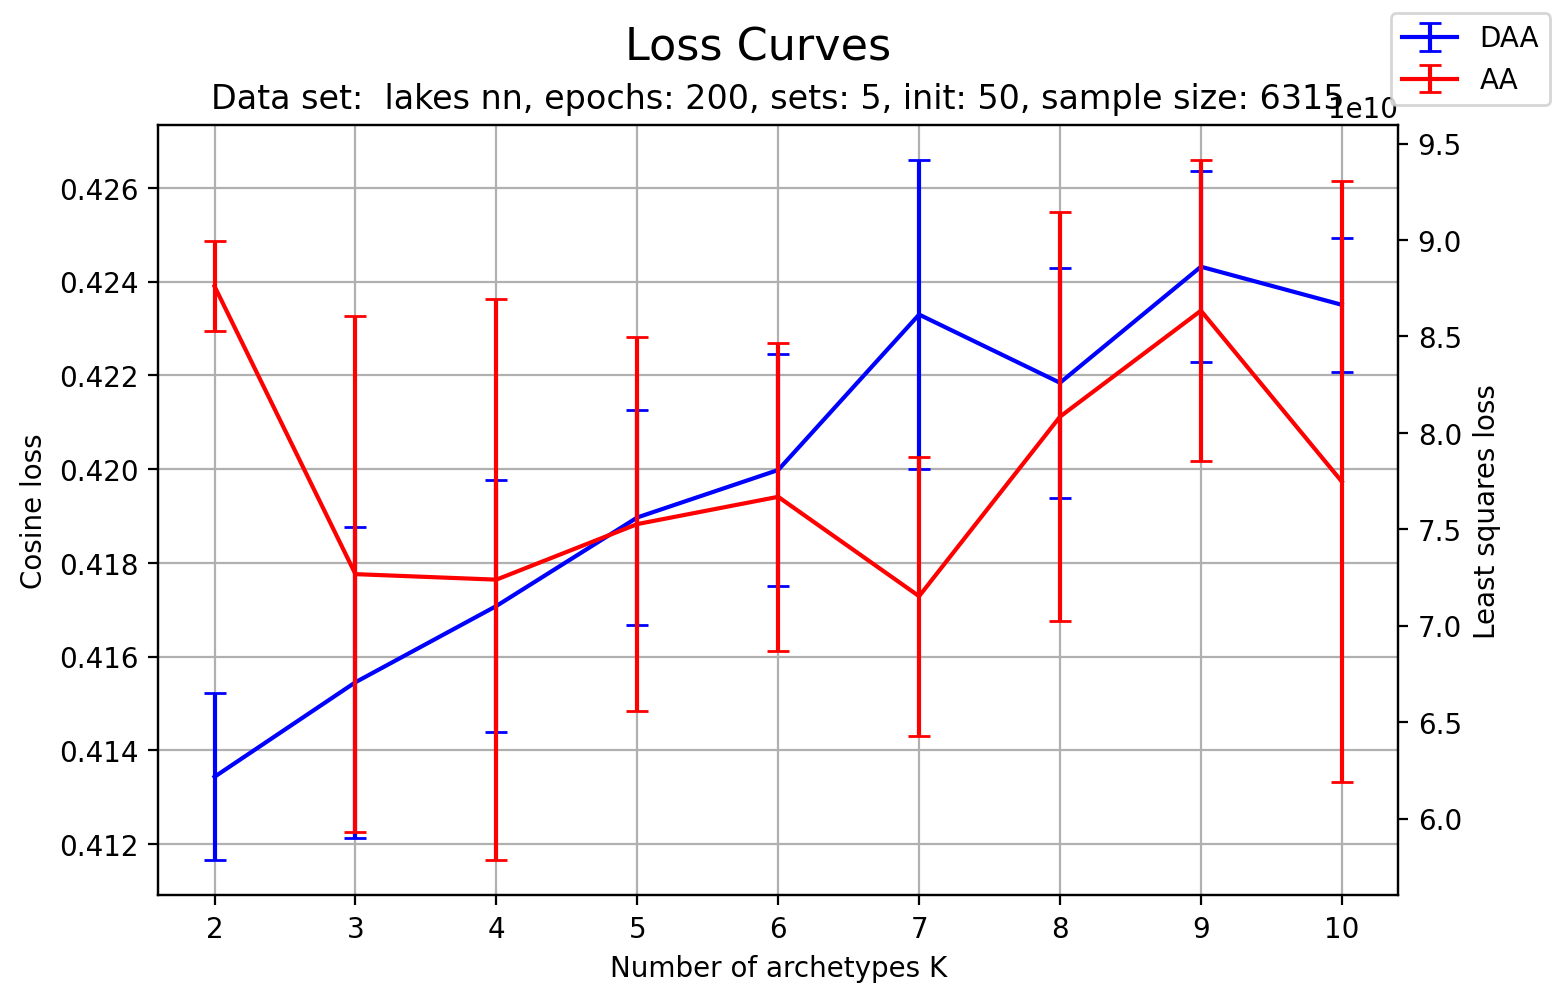 Loss Curves
Data set:  lakes nn, epochs: 200, sets: 5, init: 50, sample size: 6315
DAA
AA
1e10
Cosine loss
0.426
0.424
0.422
0.420
0.418
0.416
0.414
0.412
9.5
9.0
8.5
8.0
7.5
7.0
6.5
6.0
Least squares loss
2 3 4 5 6 7 8 9 10
Number of archetypes K